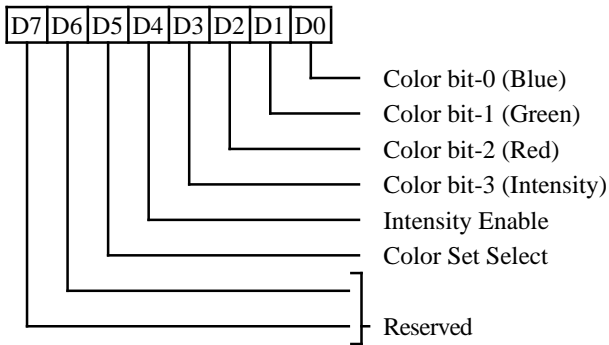 D7 D6 D5 D4 D3 D2 D1 D0
Color bit-0 (Blue)
Color bit-1 (Green)
Color bit-2 (Red)
Color bit-3 (Intensity)
Intensity Enable
Color Set Select
Reserved